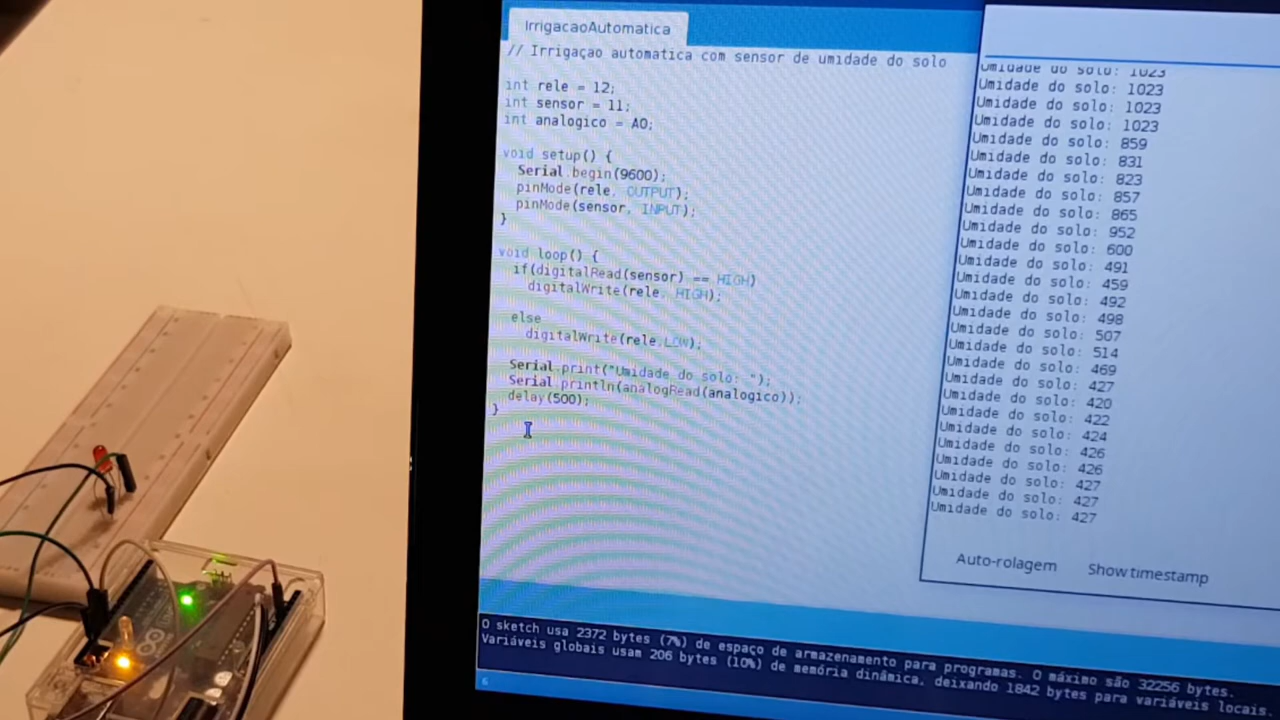 IrrigacaoAutomatica
// Irrigaçao automatica com sensor de umidade do solo
int rele = 12;
int sensor = 11;
int analogico = A0;
void setup() {
Serial.begin(9600);
pinMode(rele, OUTPUT);
pinMode(sensor, INPUT);
}
void loop() {
if(digitalRead(sensor) == HIGH)
digitalWrite(rele, HIGH);
else
digitalWrite(rele,LOW);
Serial.print("Umidade do solo: ");
Serial.println(analogRead(analogico));
delay(500);
}
Umidade do solo: 1023
Umidade do solo: 1023
Umidade do solo: 1023
Umidade do solo: 1023
Umidade do solo: 859
Umidade do solo: 831
Umidade do solo: 823
Umidade do solo: 857
Umidade do solo: 865
Umidade do solo: 952
Umidade do solo: 600
Umidade do solo: 491
Umidade do solo: 459
Umidade do solo: 492
Umidade do solo: 498
Umidade do solo: 507
Umidade do solo: 514
Umidade do solo: 469
Umidade do solo: 427
Umidade do solo: 420
Umidade do solo: 422
Umidade do solo: 424
Umidade do solo: 426
Umidade do solo: 426
Umidade do solo: 427
Umidade do solo: 427
Umidade do solo: 427
Auto-rolagem Show timestamp
O sketch usa 2372 bytes (7%) de espaço de armazenamento para programas. O máximo são 32256 bytes.
Variáveis globais usam 206 bytes (10%) de memória dinâmica, deixando 1842 bytes para variáveis locais.
6